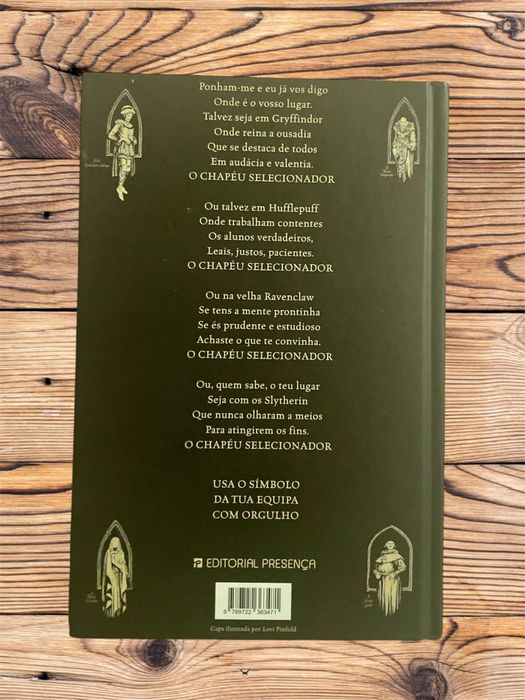 Ponham-me e eu já vos digo
Onde é o vosso lugar.
Talvez seja em Gryffindor
Onde reina a ousadia
Que se destaca de todos
Em audácia e valentia.
O CHAPÉU SELECIONADOR
Ou talvez em Hufflepuff
Onde trabalham contentes
Os alunos verdadeiros,
Leais, justos, pacientes.
O CHAPÉU SELECIONADOR
Ou na velha Ravenclaw
Se tens a mente prontinha
Se és prudente e estudioso
Achaste o que te convinha.
O CHAPÉU SELECIONADOR
Ou, quem sabe, o teu lugar
Seja com os Slytherin
Que nunca olharam a meios
Para atingirem os fins.
O CHAPÉU SELECIONADOR
USA O SÍMBOLO
DA TUA EQUIPA
COM ORGULHO
EDITORIAL PRESENÇA
9 789722 363471
Capa ilustrada por Levi Pinfold